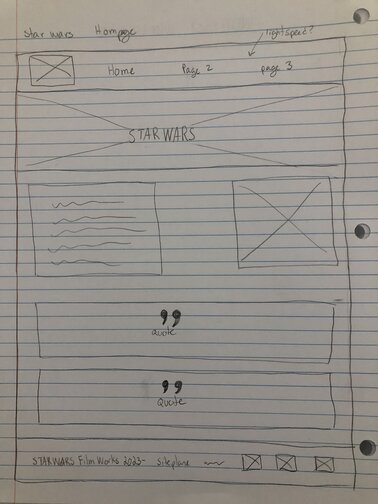 Star Wars Hompage
lightspeed?
Home Page 2 page 3
STAR WARS
quote
Quote
STARWARS Film Works 2023- siteplane